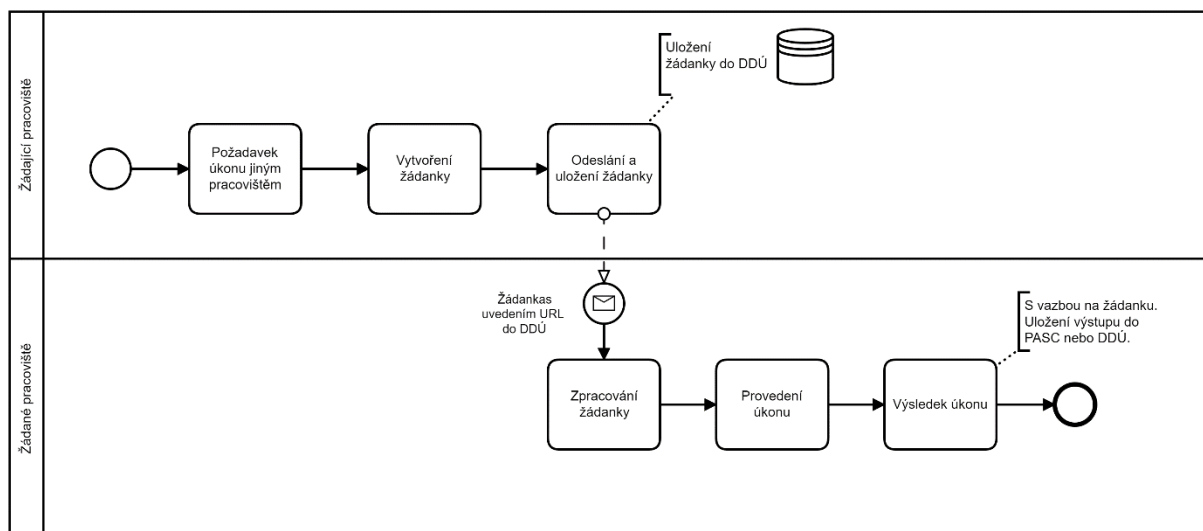 Žádající pracoviště
Uložení
žádanky do DDÚ
Požadavek
úkonu jiným
pracovištěm
Vytvoření
žádanky
Odeslání a
uložení žádanky
Žádané pracoviště
Žádankas
uvedením URL
do DDÚ
S vazbou na žádanku.
Uložení výstupu do
PASC nebo DDÚ.
Zpracování
žádanky
Provedení
úkonu
Výsledek úkonu